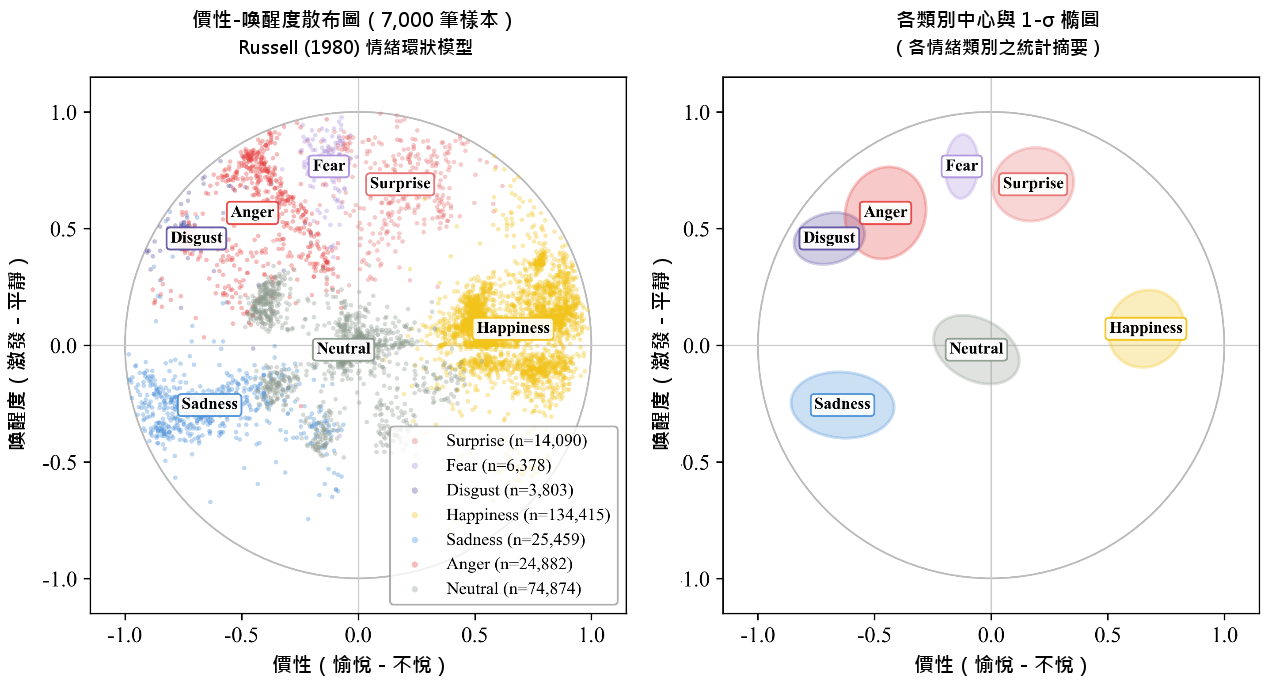 價性-喚醒度散布圖（7,000 筆樣本）
Russell (1980) 情緒環狀模型
1.0
0.5
0.0
-0.5
-1.0
喚醒度（激發 - 平靜）
Fear
Surprise
Anger
Disgust
Happiness
Neutral
Sadness
Surprise (n=14,090)
Fear (n=6,378)
Disgust (n=3,803)
Happiness (n=134,415)
Sadness (n=25,459)
Anger (n=24,882)
Neutral (n=74,874)
-1.0
-0.5
0.0
0.5
1.0
價性（愉悅 - 不悅）
各類別中心與 1-σ 橢圓
（各情緒類別之統計摘要）
1.0
0.5
0.0
.0.5
.1.0
喚醒度（激發 - 平靜）
Fear
Surprise
Anger
Disgust
Happiness
Neutral
Sadness
-1.0
-0.5
0.0
0.5
1.0
價性（愉悅 - 不悅）